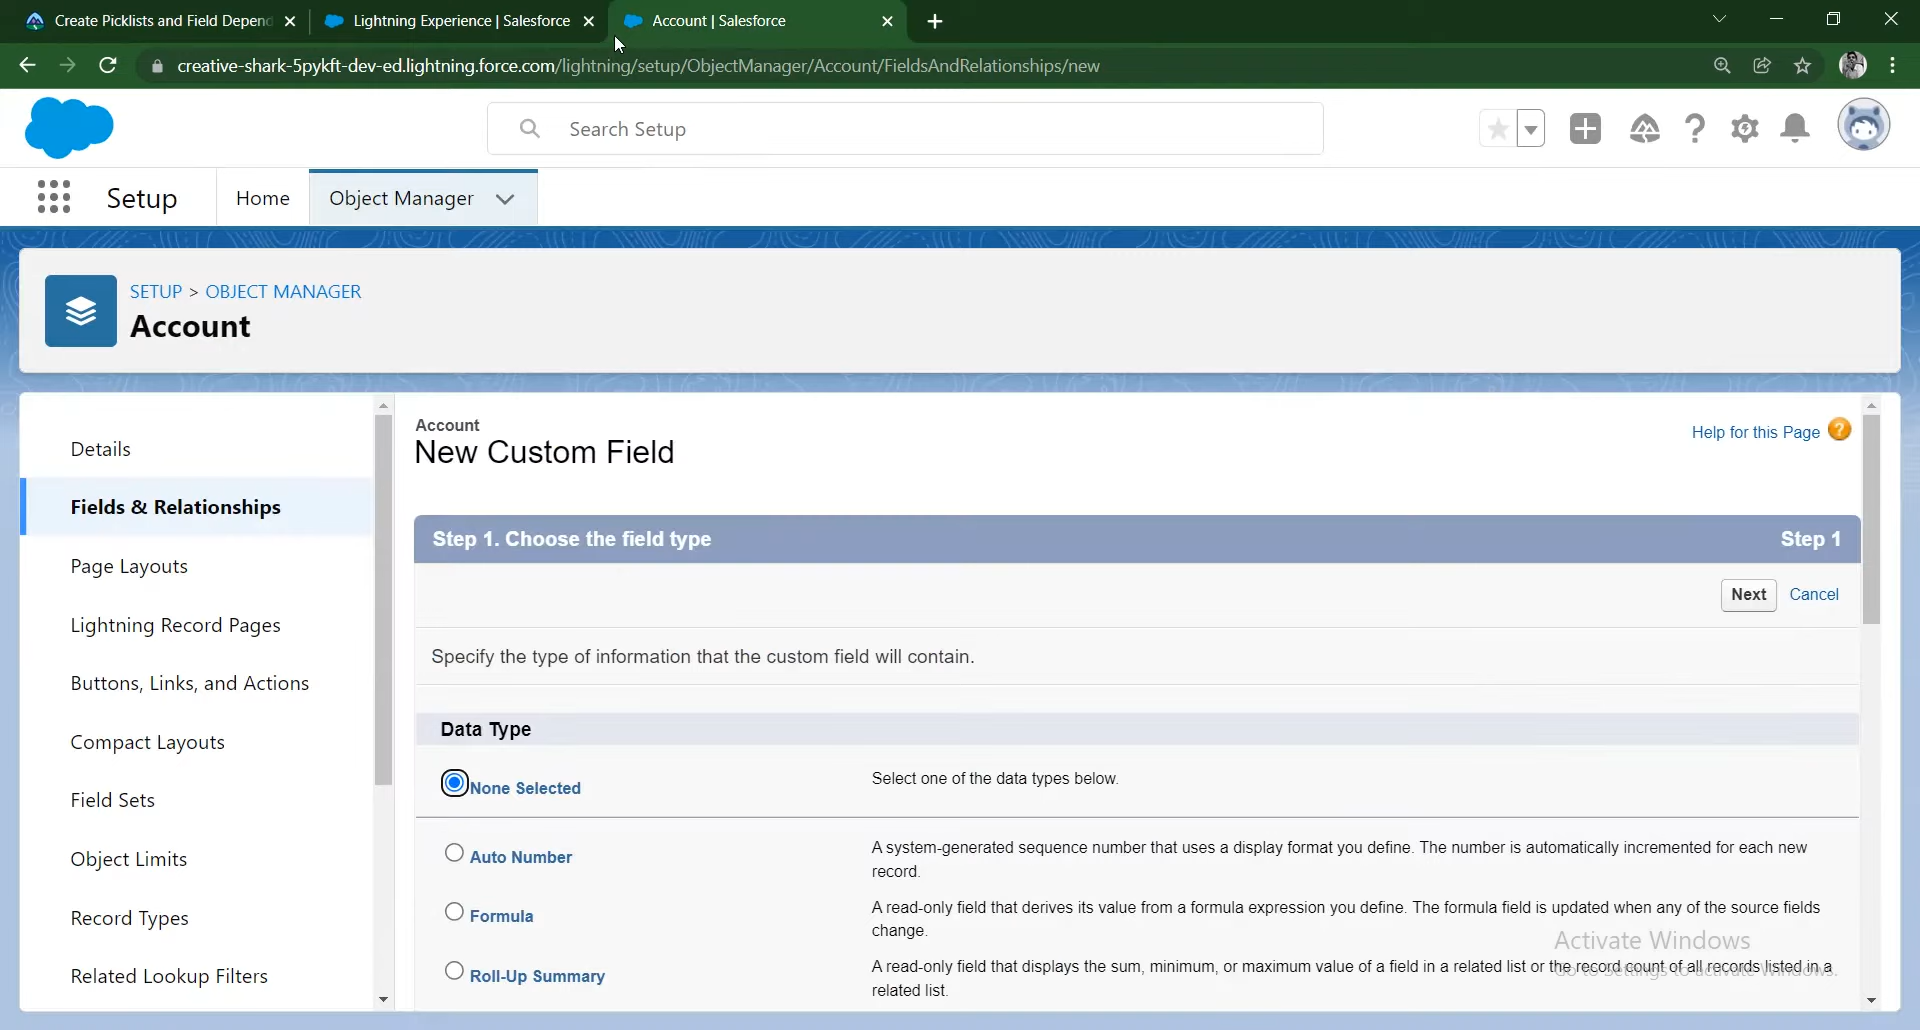 Create Picklists and Field Depend
Lightning Experience | Salesforce
Account | Salesforce
creative-shark-5pykft-dev-ed.lightning.force.com/lightning/setup/ObjectManager/Account/FieldsAndRelationships/new
Search Setup
Setup
Home
Object Manager
SETUP > OBJECT MANAGER
Account
Details
Fields & Relationships
Page Layouts
Lightning Record Pages
Buttons, Links, and Actions
Compact Layouts
Field Sets
Object Limits
Record Types
Related Lookup Filters
Account
New Custom Field
Help for this Page ?
Step 1. Choose the field type
Step 1
Next Cancel
Specify the type of information that the custom field will contain.
Data Type
None Selected
Select one of the data types below.
Auto Number
A system-generated sequence number that uses a display format you define. The number is automatically incremented for each new
record.
Formula
A read-only field that derives its value from a formula expression you define. The formula field is updated when any of the source fields
change.
Roll-Up Summary
A read-only field that displays the sum, minimum, or maximum value of a field in a related list or the record count of all records listed in a
related list.
Activate Windows
Go to Settings to activate Windows.